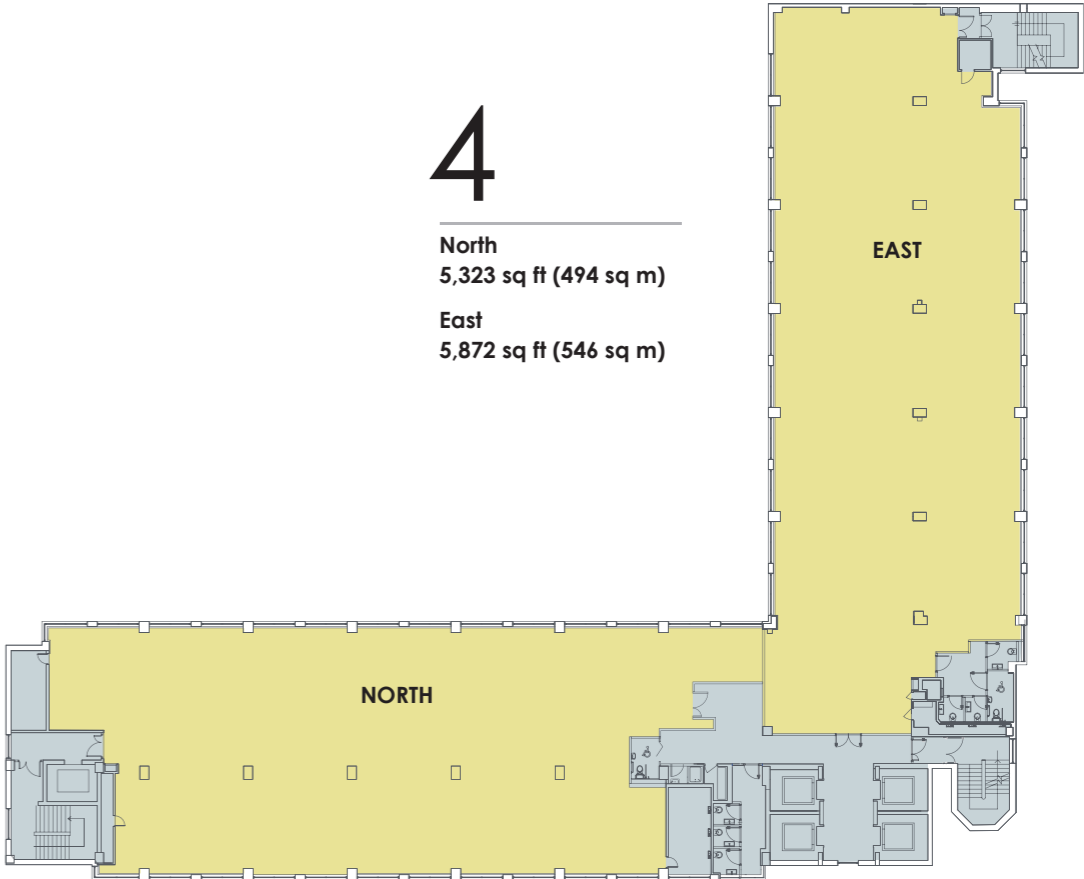 4
North
5,323 sq ft (494 sq m)
East
5,872 sq ft (546 sq m)
EAST
NORTH